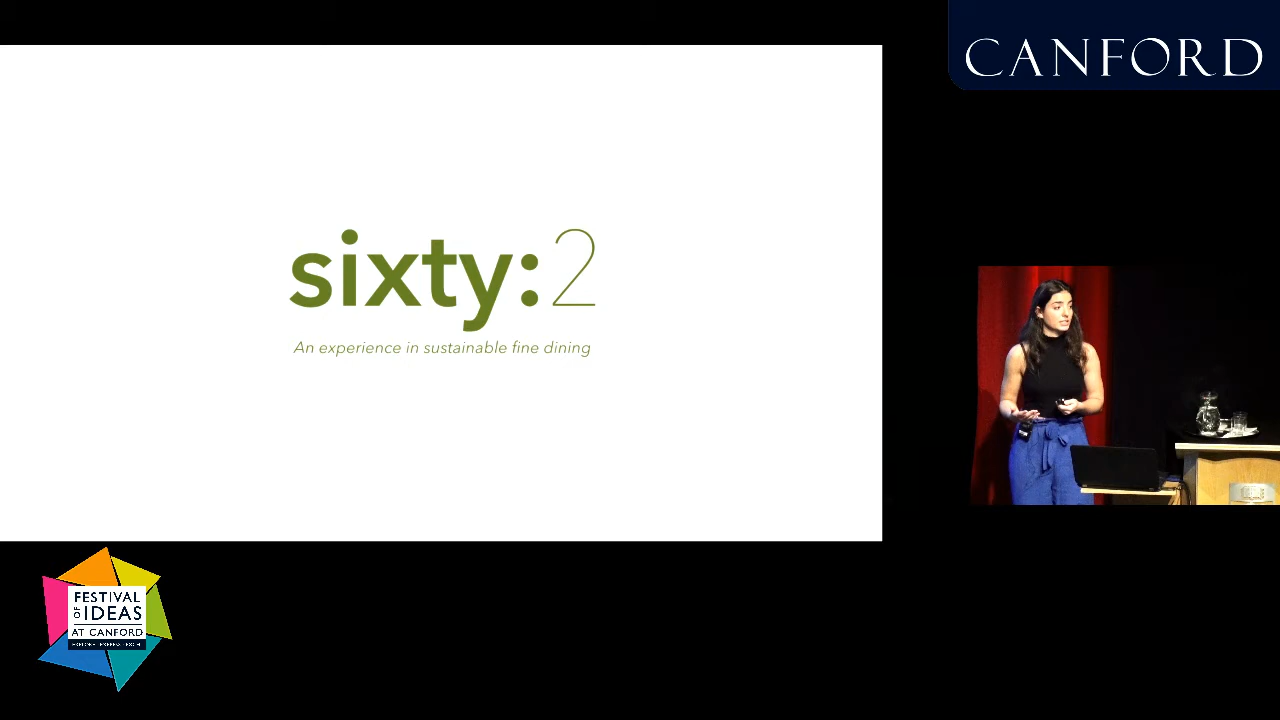 CANFORD
sixty:2
An experience in sustainable fine dining
FESTIVAL
OF IDEAS
AT CANFORD